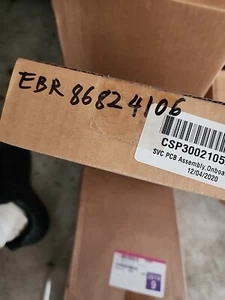 EBR 86824106
CSP3002105
SVC PCB Assembly,Onboa
12/04/2020